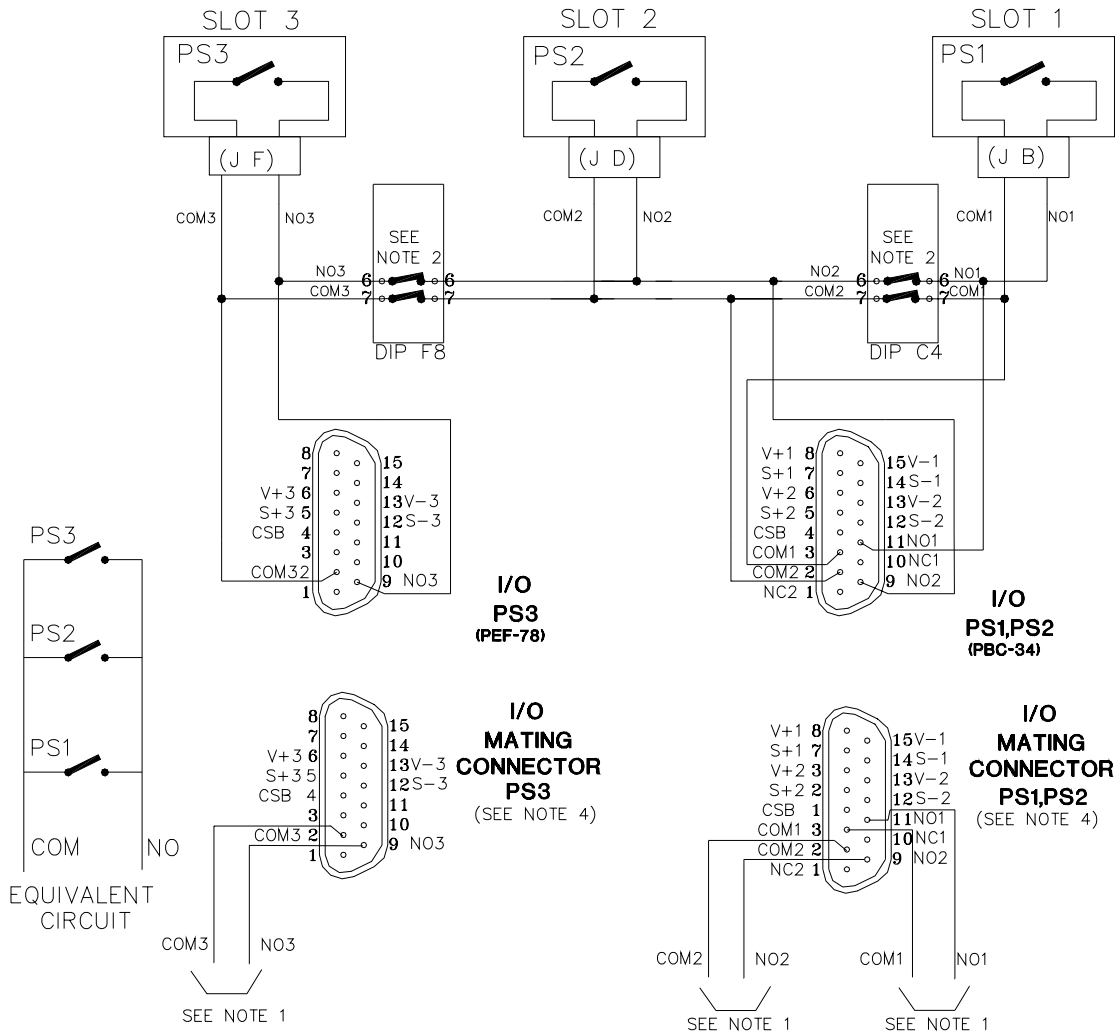 SLOT 3
SLOT 2
SLOT 1
PS3
PS2
PS1
(J F)
(J D)
(J B)
COM3
NO3
COM2
NO2
COM1
NO1
SEE
NOTE 2
SEE
NOTE 2
NO3 6 6
COM3 7 7
NO2 6 6 NO1
COM2 7 7 COM1
DIP F8
DIP C4
8
15
7
14
V+3 6
13 V-3
S+3 5
12 S-3
CSB 4
11
3
10
COM3 2
9 NO3
1
I/O
PS3
(PEF-78)
V+1 8
15 V-1
S+1 7
14 S-1
V+2 6
13 V-2
S+2 5
12 S-2
CSB 4
11 NO1
COM1 3
10 NC1
COM2 2
9 NO2
NC2 1
I/O
PS1,PS2
(PBC-34)
PS3
PS2
PS1
COM
NO
EQUIVALENT
CIRCUIT
8
15
7
14
V+3 6
13 V-3
S+3 5
12 S-3
CSB 4
11
3
10
COM3 2
9 NO3
1
I/O
MATING
CONNECTOR
PS3
(SEE NOTE 4)
COM3
NO3
SEE NOTE 1
V+1 8
15 V-1
S+1 7
14 S-1
V+2 3
13 V-2
S+2 2
12 S-2
CSB 1
11 NO1
COM1 3
10 NC1
COM2 2
9 NO2
NC2 1
I/O
MATING
CONNECTOR
PS1,PS2
(SEE NOTE 4)
COM2
NO2
COM1
NO1
SEE NOTE 1
SEE NOTE 1